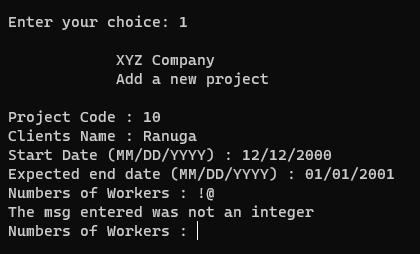 Enter your choice: 1
XYZ Company
Add a new project
Project Code : 10
Clients Name : Ranuga
Start Date (MM/DD/YYYY) : 12/12/2000
Expected end date (MM/DD/YYYY) : 01/01/2001
Numbers of Workers : !@
The msg entered was not an integer
Numbers of Workers :